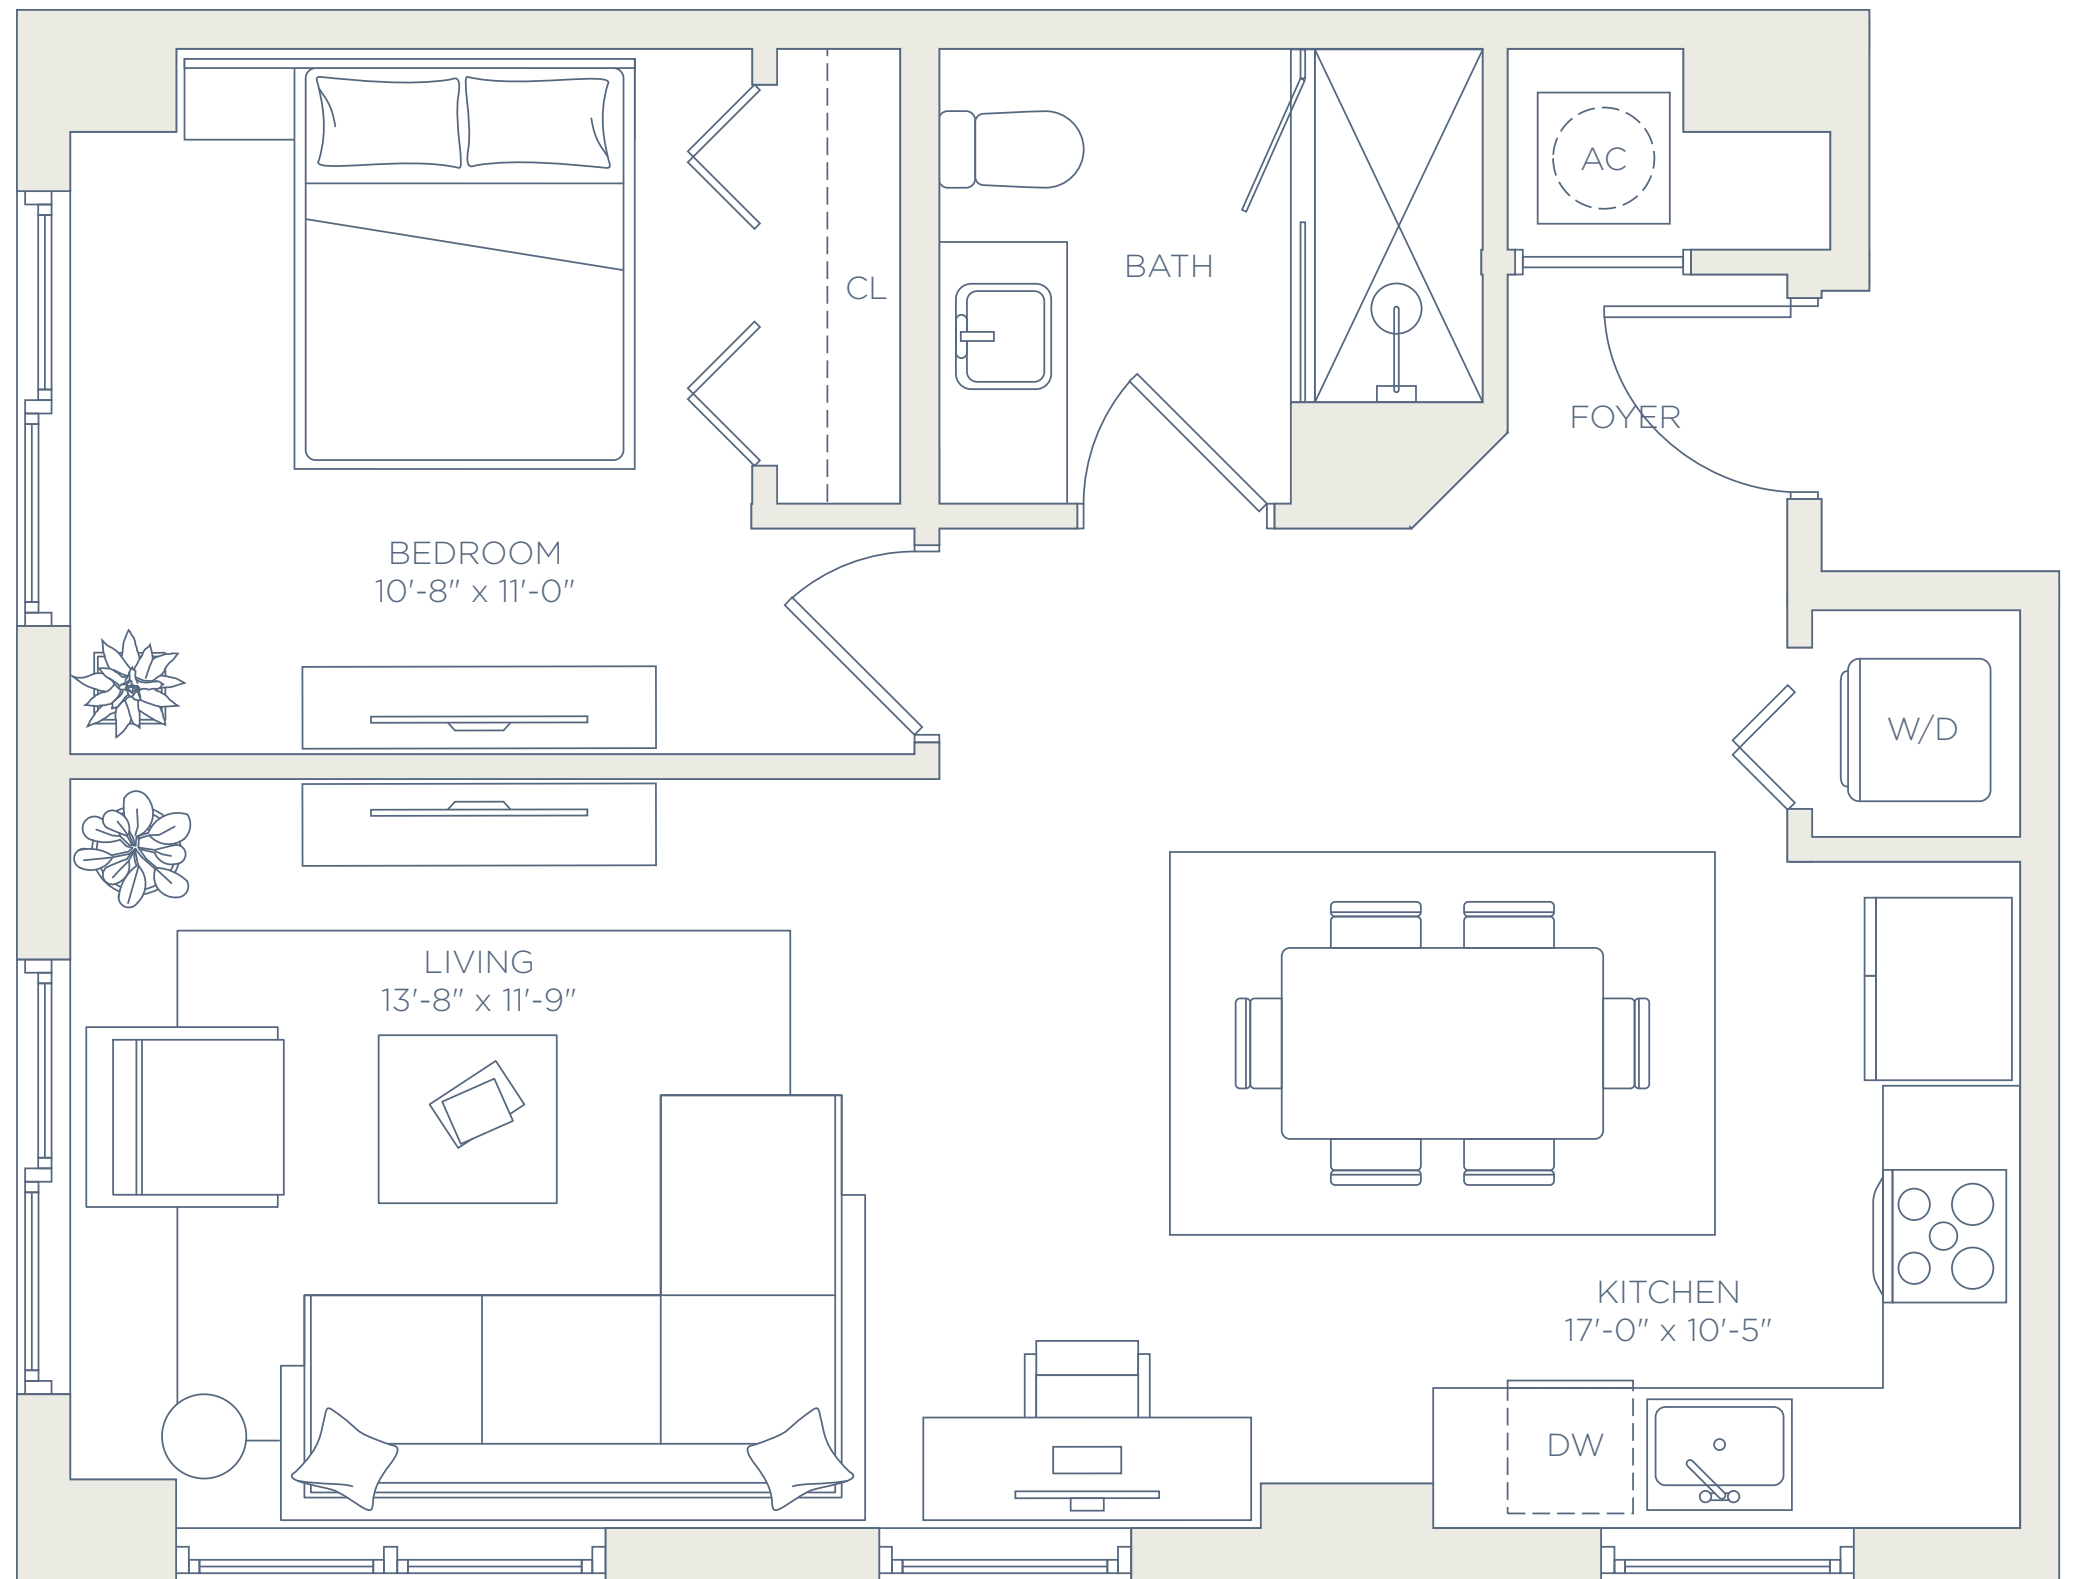 AC
BATH
CL
FOYER
BEDROOM
10'-8" x 11'-0"
W/D
LIVING
13'-8" x 11'-9"
KITCHEN
17'-0" x 10'-5"
DW